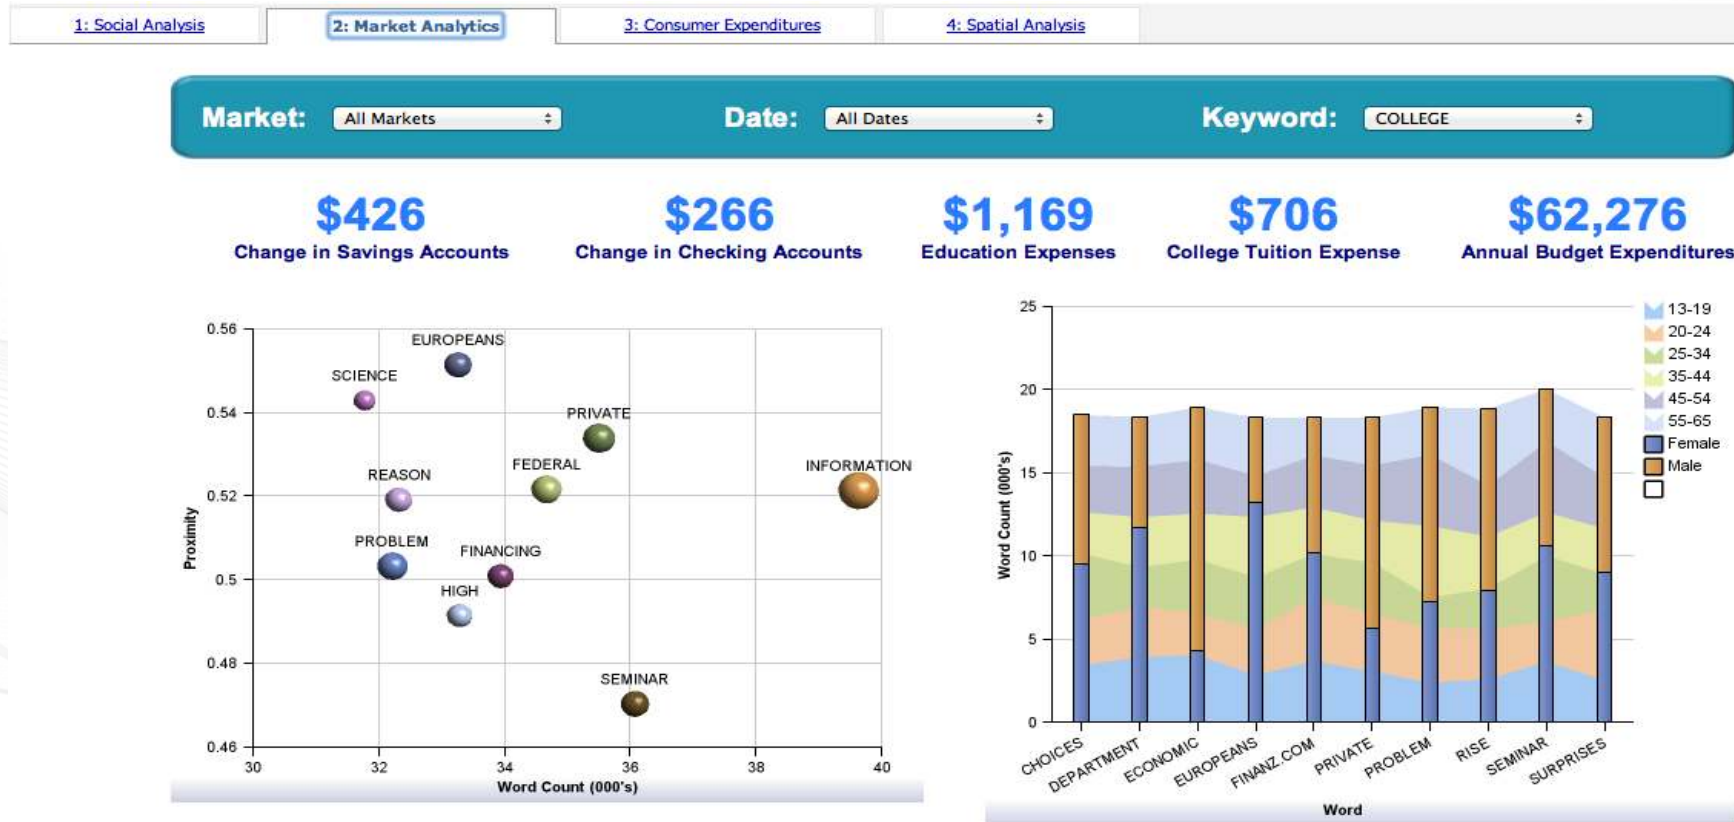 1: Social Analysis
2: Market Analytics
3: Consumer Expenditures
4: Spatial Analysis
Market: All Markets
Date: All Dates
Keyword: COLLEGE
$426
Change in Savings Accounts
$266
Change in Checking Accounts
$1,169
Education Expenses
$706
College Tuition Expense
$62,276
Annual Budget Expenditures
0.56
0.54
0.52
0.5
0.48
0.46
Proximity
EUROPEANS
SCIENCE
PRIVATE
FEDERAL
INFORMATION
REASON
PROBLEM
FINANCING
HIGH
SEMINAR
30 32 34 36 38 40
Word Count (000's)
25
20
15
10
5
0
Word Count (000's)
CHOICES
DEPARTMENT
ECONOMIC
EUROPEANS
FINANZ.COM
PRIVATE
PROBLEM
RISE
SEMINAR
SURPRISES
Word
13-19
20-24
25-34
35-44
45-54
55-65
Female
Male